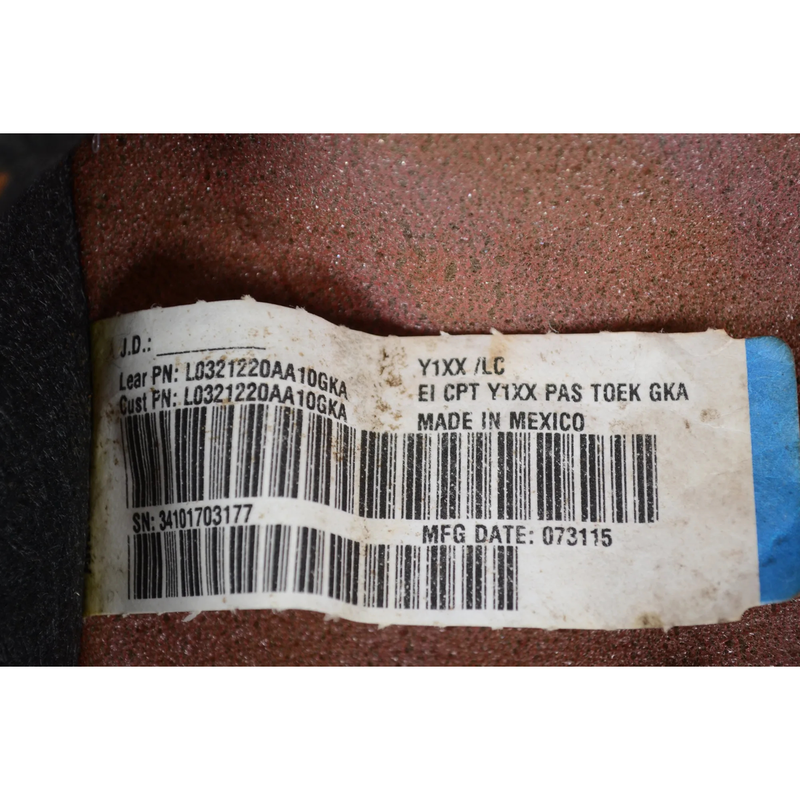 J.D.: ____________
Lear PN: L0321220AA10GKA
Cust PN: L0321220AA10GKA
Y1XX /LC
EI CPT Y1XX PAS TOEK GKA
MADE IN MEXICO
SN: 34101703177
MFG DATE: 073115